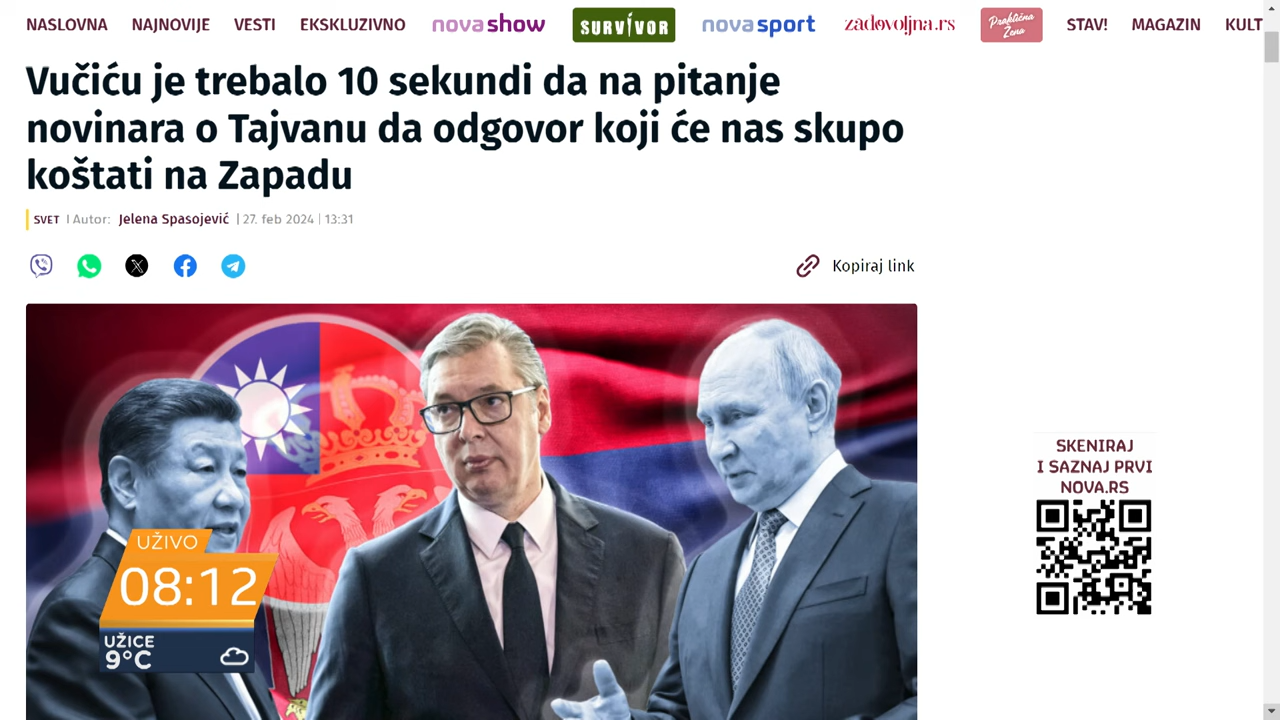 NASLOVNA NAJNOVIJE VESTI EKSKLUZIVNO novashow SURVIVOR novasport zadovoljna.rs Praktična Žena STAV! MAGAZIN KULT
Vučiću je trebalo 10 sekundi da na pitanje
novinara o Tajvanu da odgovor koji će nas skupo
koštati na Zapadu
SVET | Autor: Jelena Spasojević | 27. feb 2024 | 13:31
Kopiraj link
SKENIRAJ
I SAZNAJ PRVI
NOVA.RS
UŽIVO
08:12
UŽICE
9°C